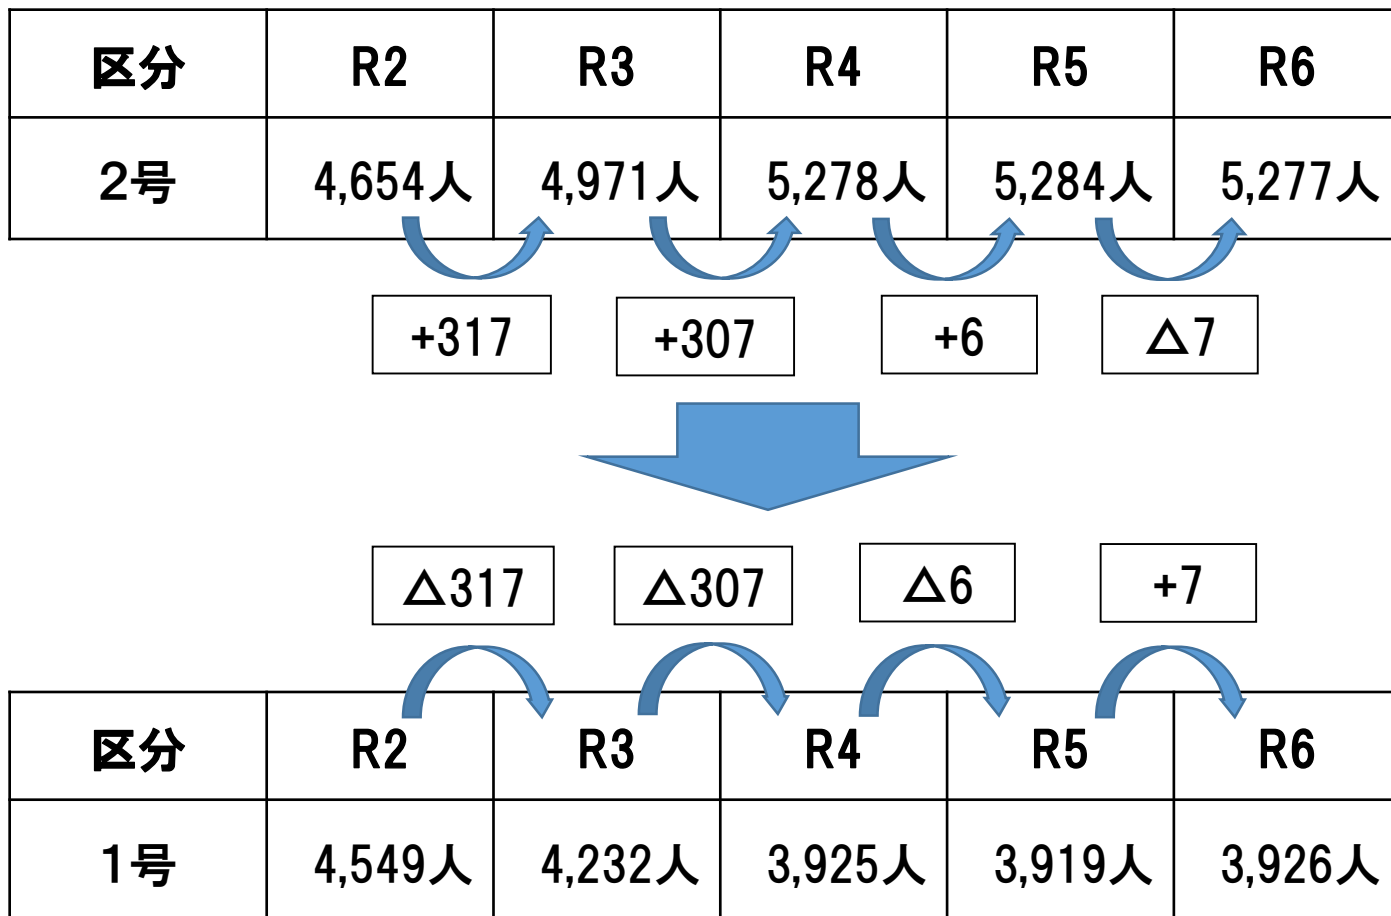 区分 R2 R3 R4 R5 R6
2号 4,654人 4,971人 5,278人 5,284人 5,277人
+317 +307 +6 △7
△317 △307 △6 +7
区分 R2 R3 R4 R5 R6
1号 4,549人 4,232人 3,925人 3,919人 3,926人